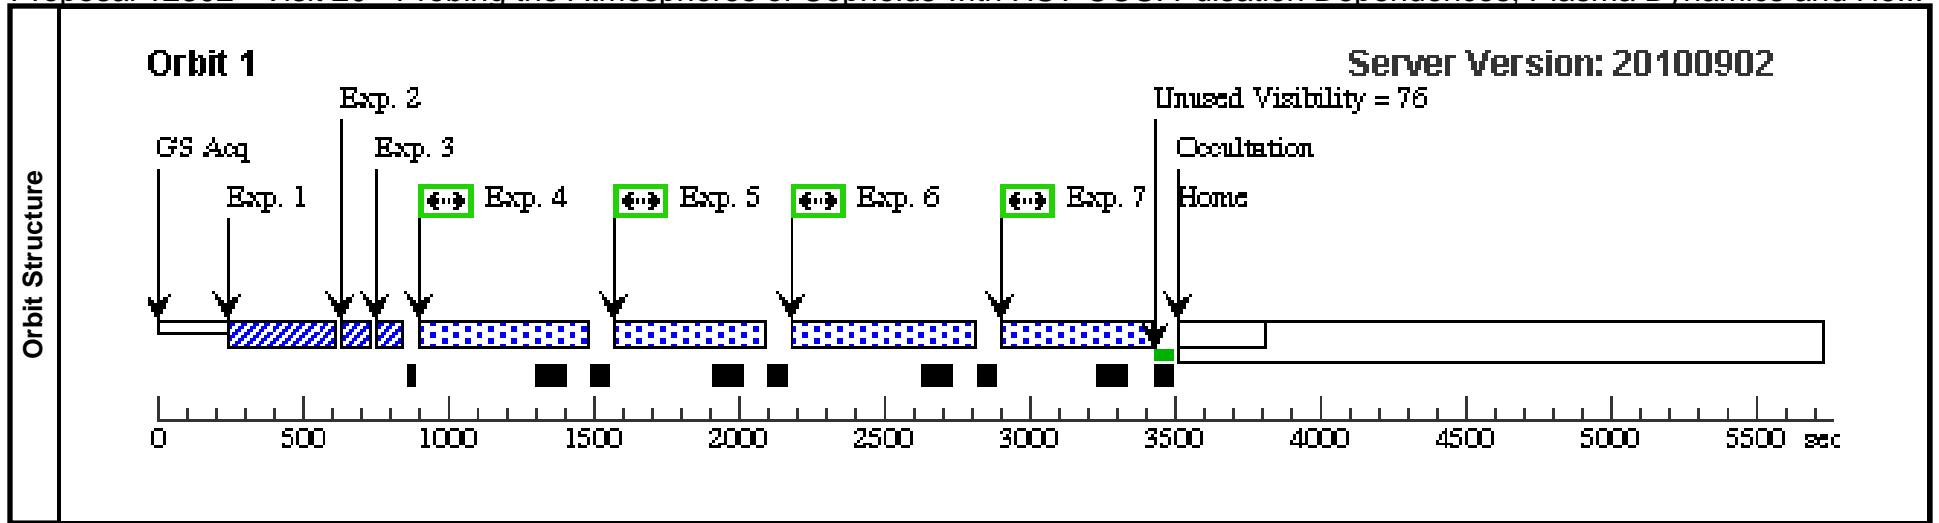 Orbit 1
Server Version: 20100902
Exp. 2
Unused Visibility = 76
GS Acq
Exp. 3
Occultation
Exp. 1
Exp. 4
Exp. 5
Exp. 6
Exp. 7
Home
Orbit Structure
0 500 1000 1500 2000 2500 3000 3500 4000 4500 5000 5500 sec